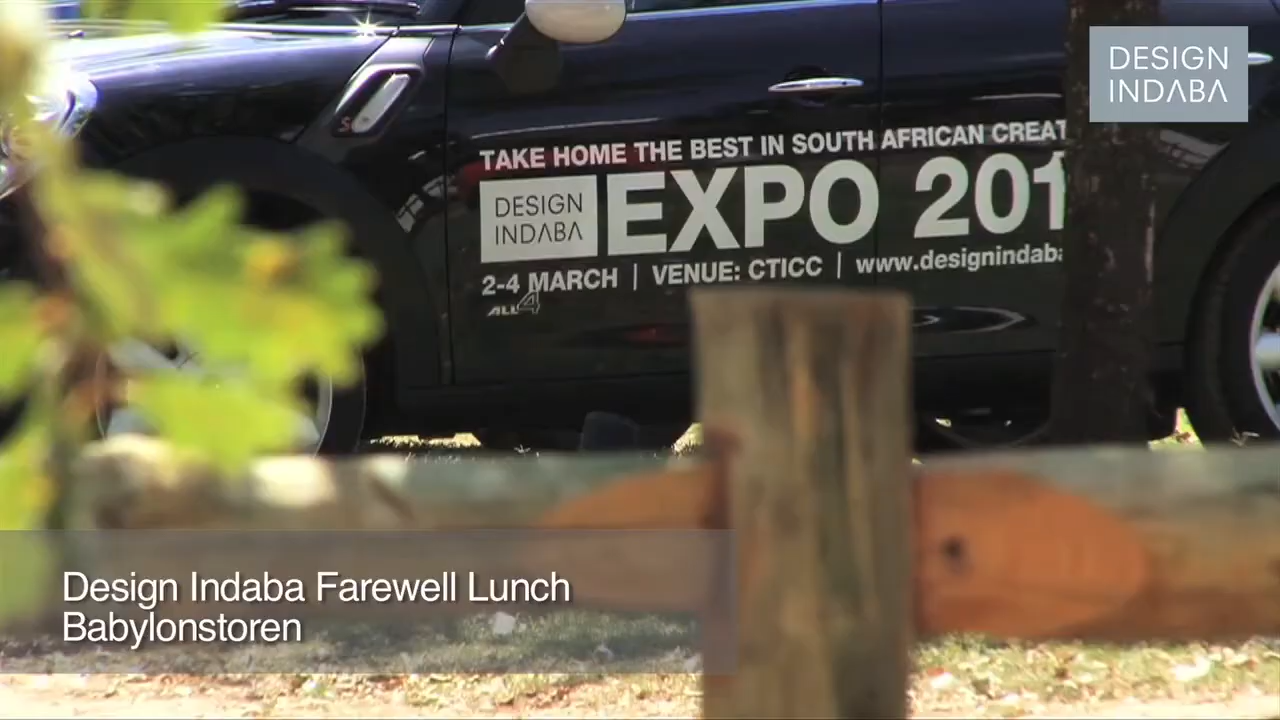 DESIGN
INDABA
TAKE HOME THE BEST IN SOUTH AFRICAN CREAT
DESIGN
INDABA
EXPO 201
2-4 MARCH | VENUE: CTICC | www.designindaba
ALL4
Design Indaba Farewell Lunch
Babylonstoren